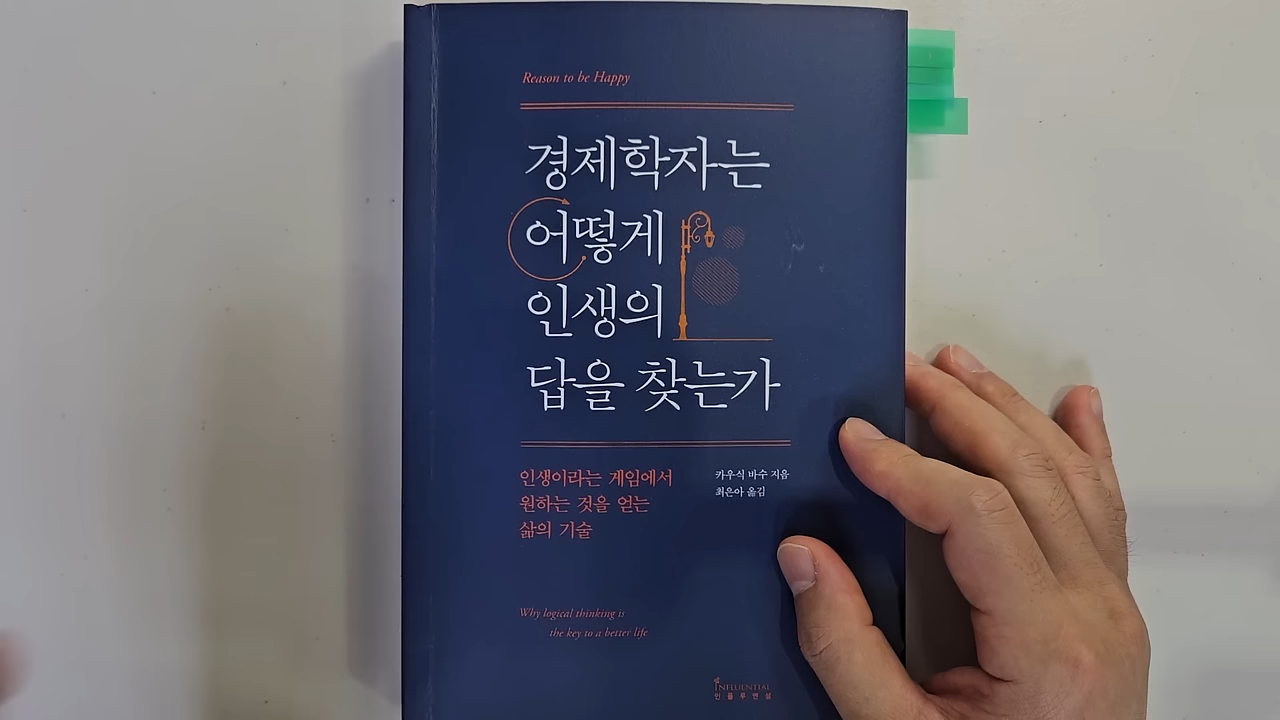 Reason to be Happy
경제학자는
어떻게
인생의
답을 찾는가
인생이라는 게임에서
원하는 것을 얻는
삶의 기술
카우식 바수 지음
최은아 옮김
Why logical thinking is
the key to a better life
INFLUENTIAL
인플루엔셜